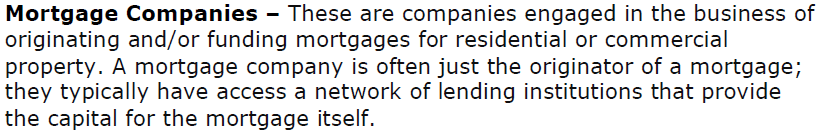 Mortgage Companies – These are companies engaged in the business of
originating and/or funding mortgages for residential or commercial
property. A mortgage company is often just the originator of a mortgage;
they typically have access a network of lending institutions that provide
the capital for the mortgage itself.